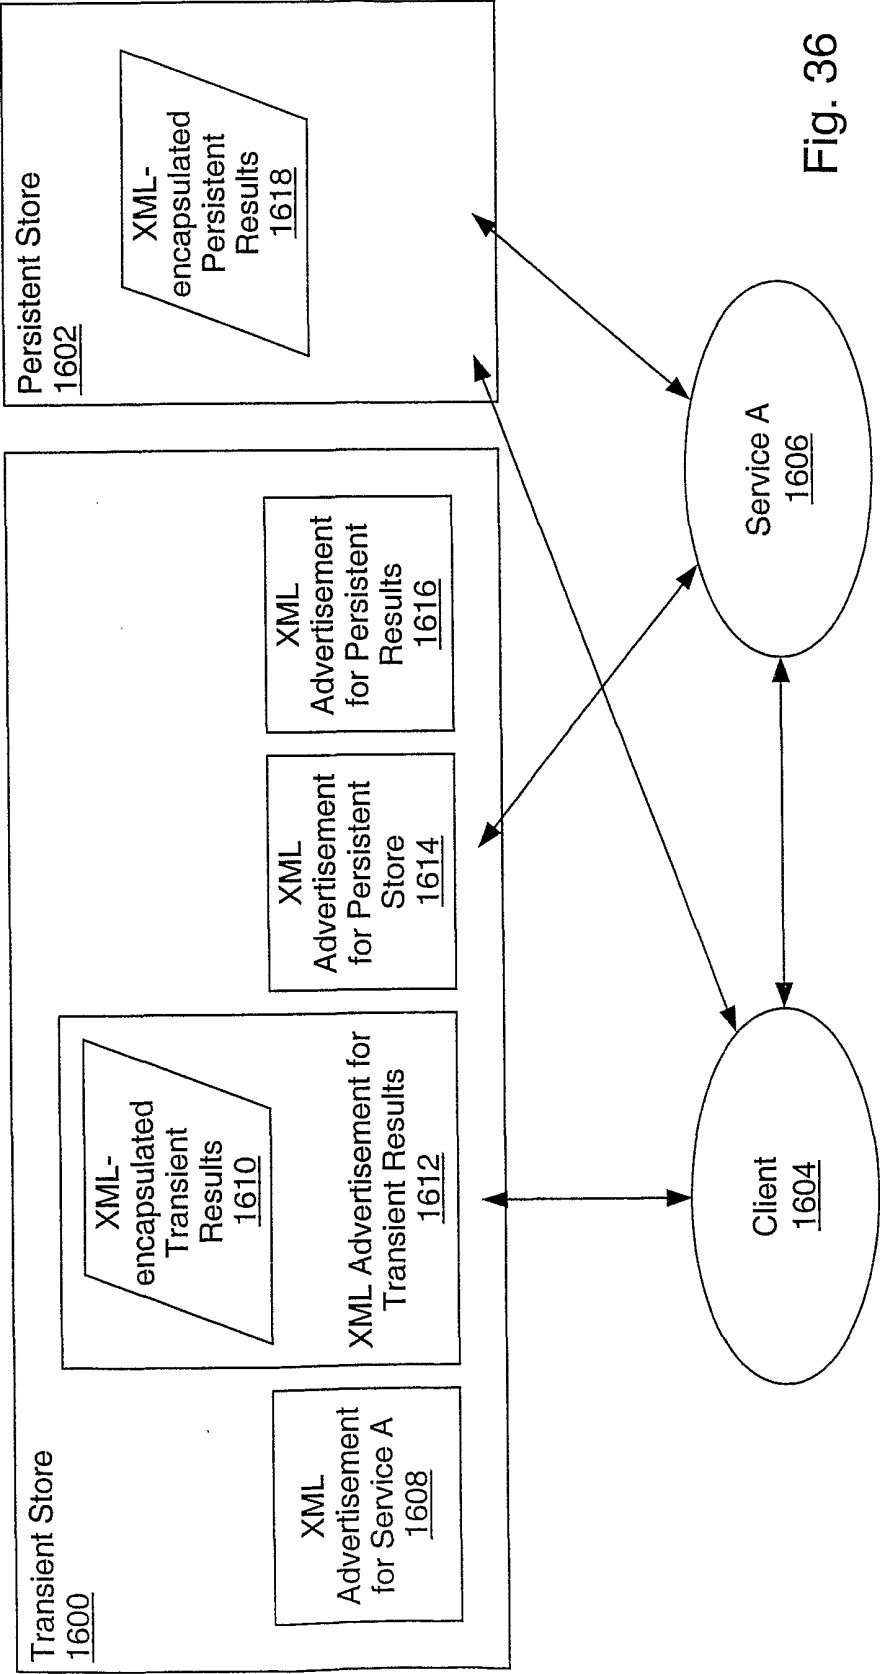 Transient Store
1600
XML
Advertisement
for Service A
1608
XML-
encapsulated
Transient
Results
1610
XML Advertisement for
Transient Results
1612
XML
Advertisement
for Persistent
Store
1614
XML
Advertisement
for Persistent
Results
1616
Persistent Store
1602
XML-
encapsulated
Persistent
Results
1618
Client
1604
Service A
1606
Fig. 36